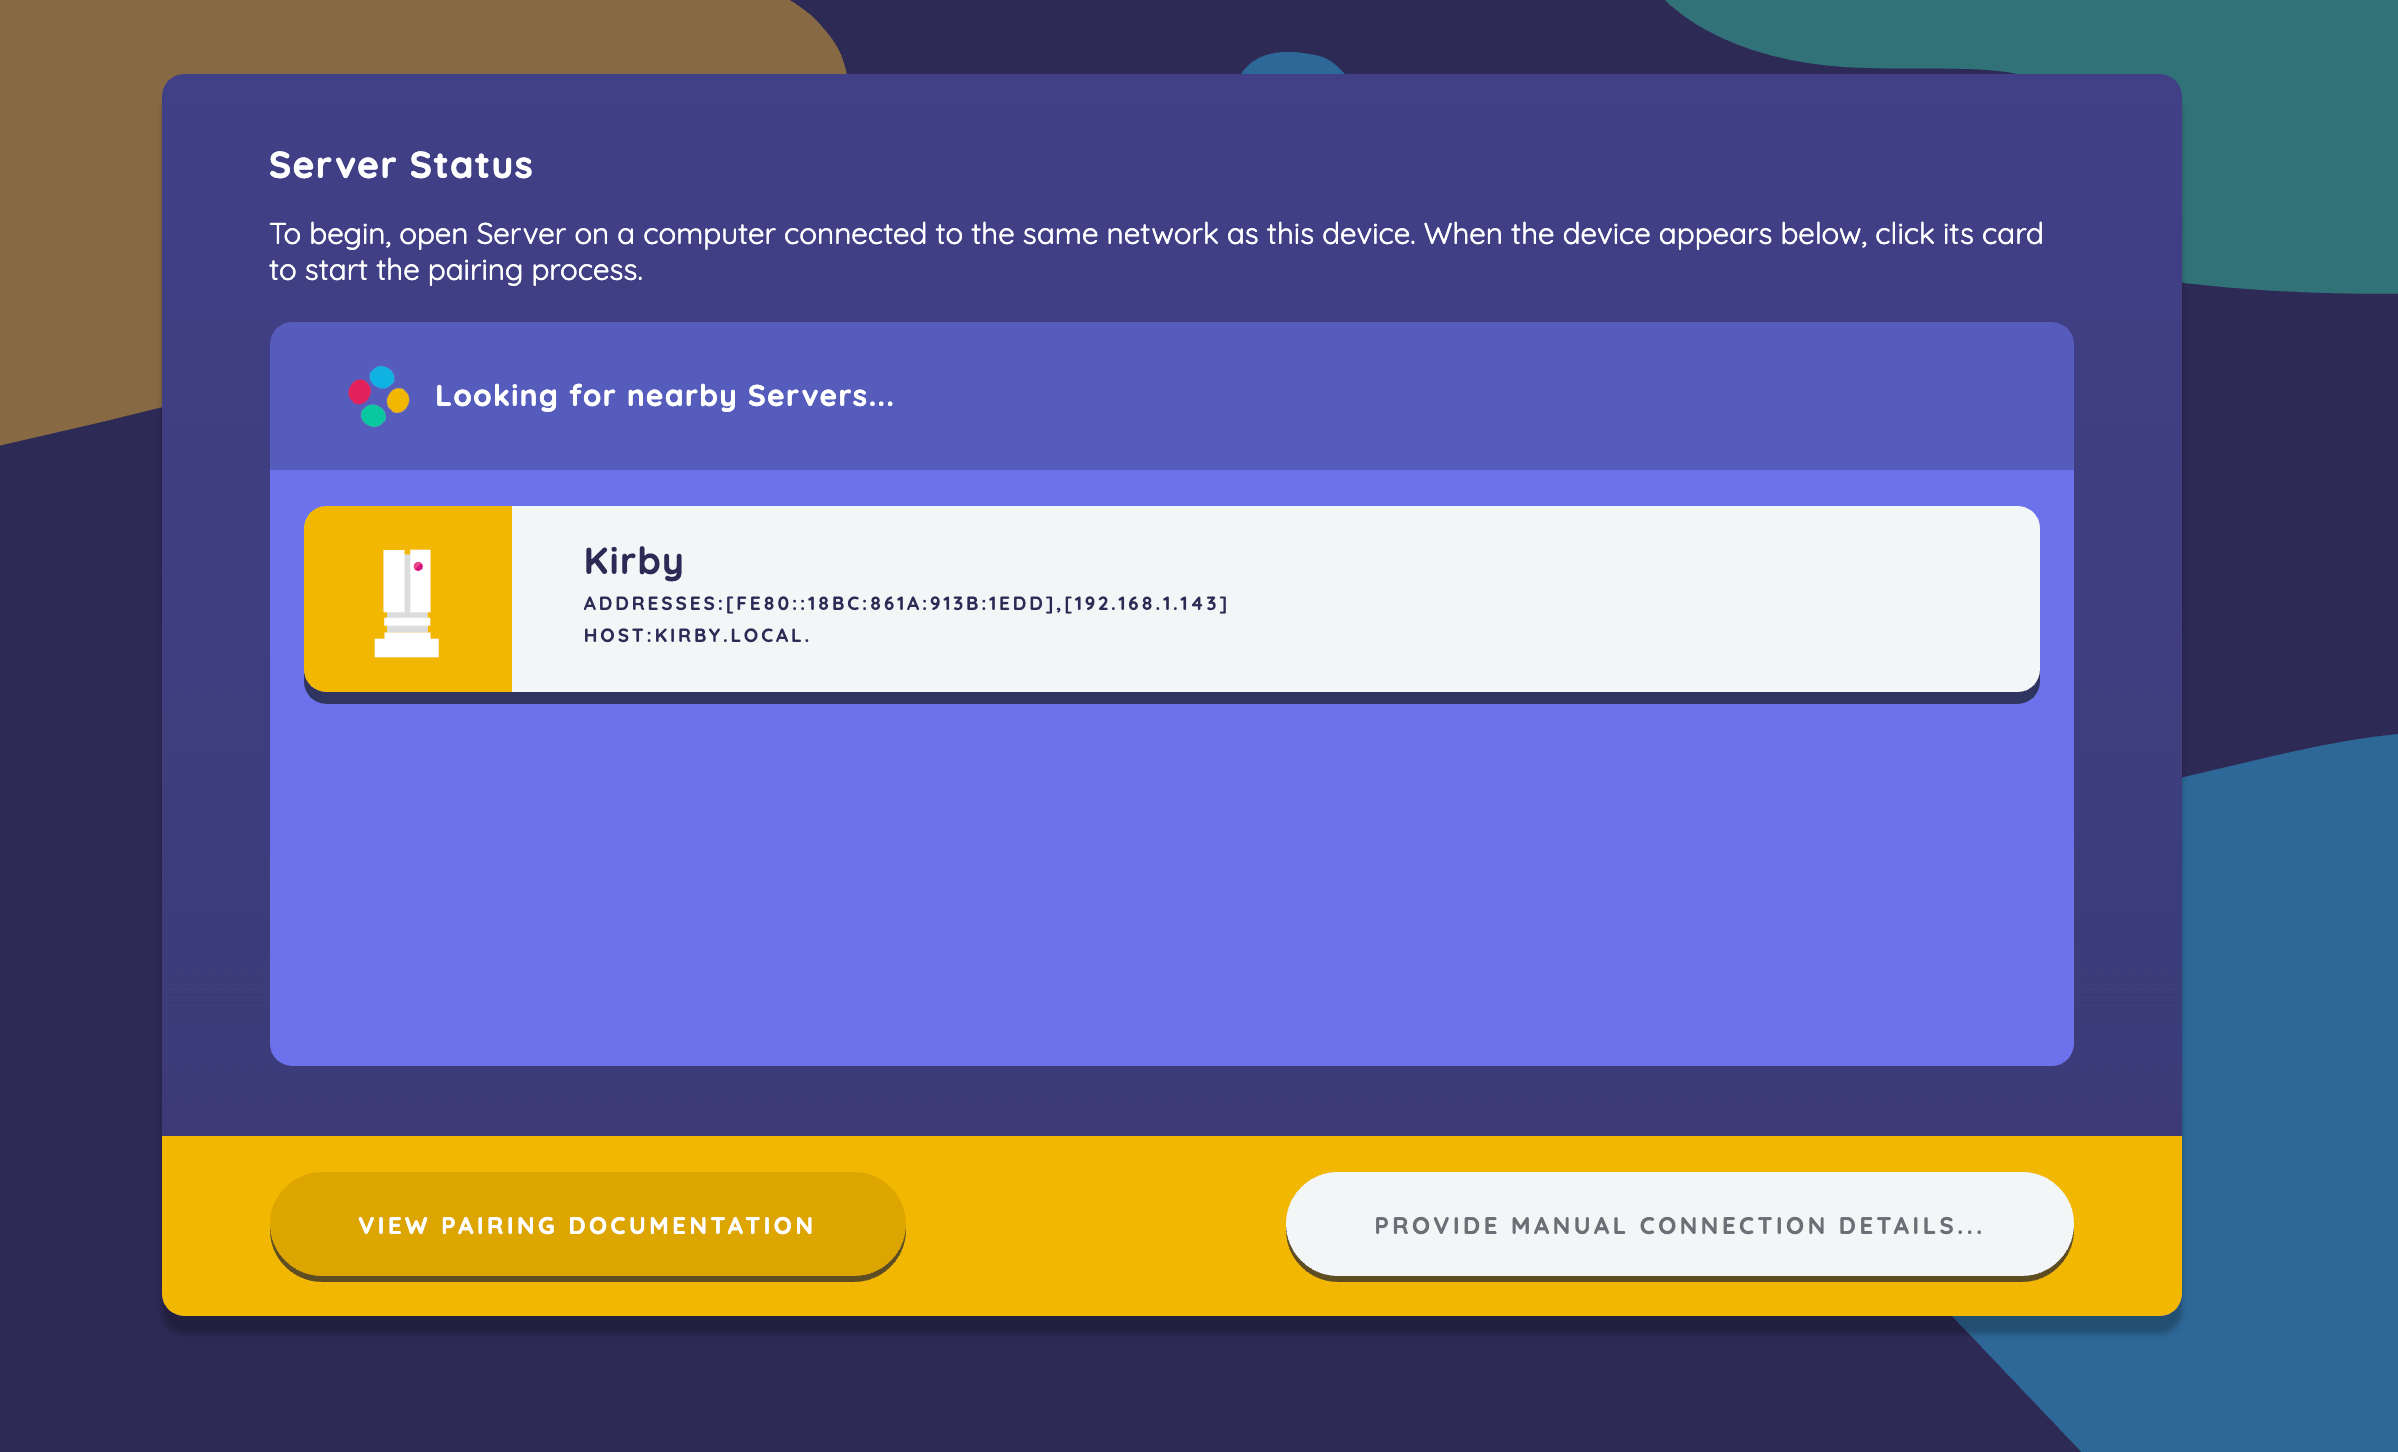 Server Status
To begin, open Server on a computer connected to the same network as this device. When the device appears below, click its card
to start the pairing process.
Looking for nearby Servers...
Kirby
ADDRESSES:[FE80::18BC:861A:913B:1EDD],[192.168.1.143]
HOST:KIRBY.LOCAL.
VIEW PAIRING DOCUMENTATION
PROVIDE MANUAL CONNECTION DETAILS...